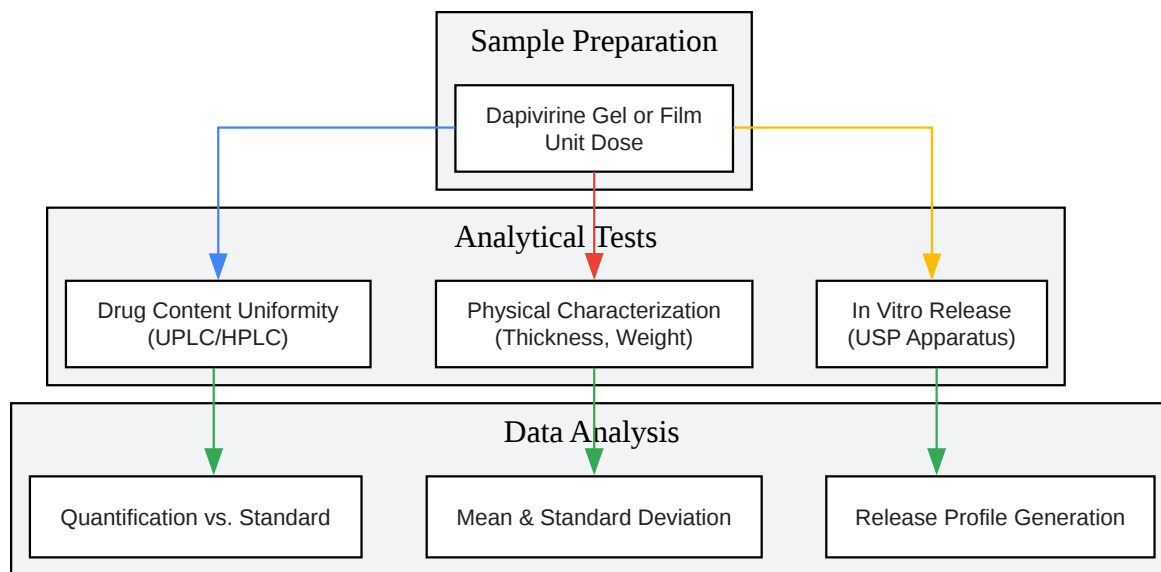 Sample Preparation
Dapivirine Gel or Film
Unit Dose
Analytical Tests
Drug Content Uniformity
(UPLC/HPLC)
Physical Characterization
(Thickness, Weight)
In Vitro Release
(USP Apparatus)
Data Analysis
Quantification vs. Standard
Mean & Standard Deviation
Release Profile Generation